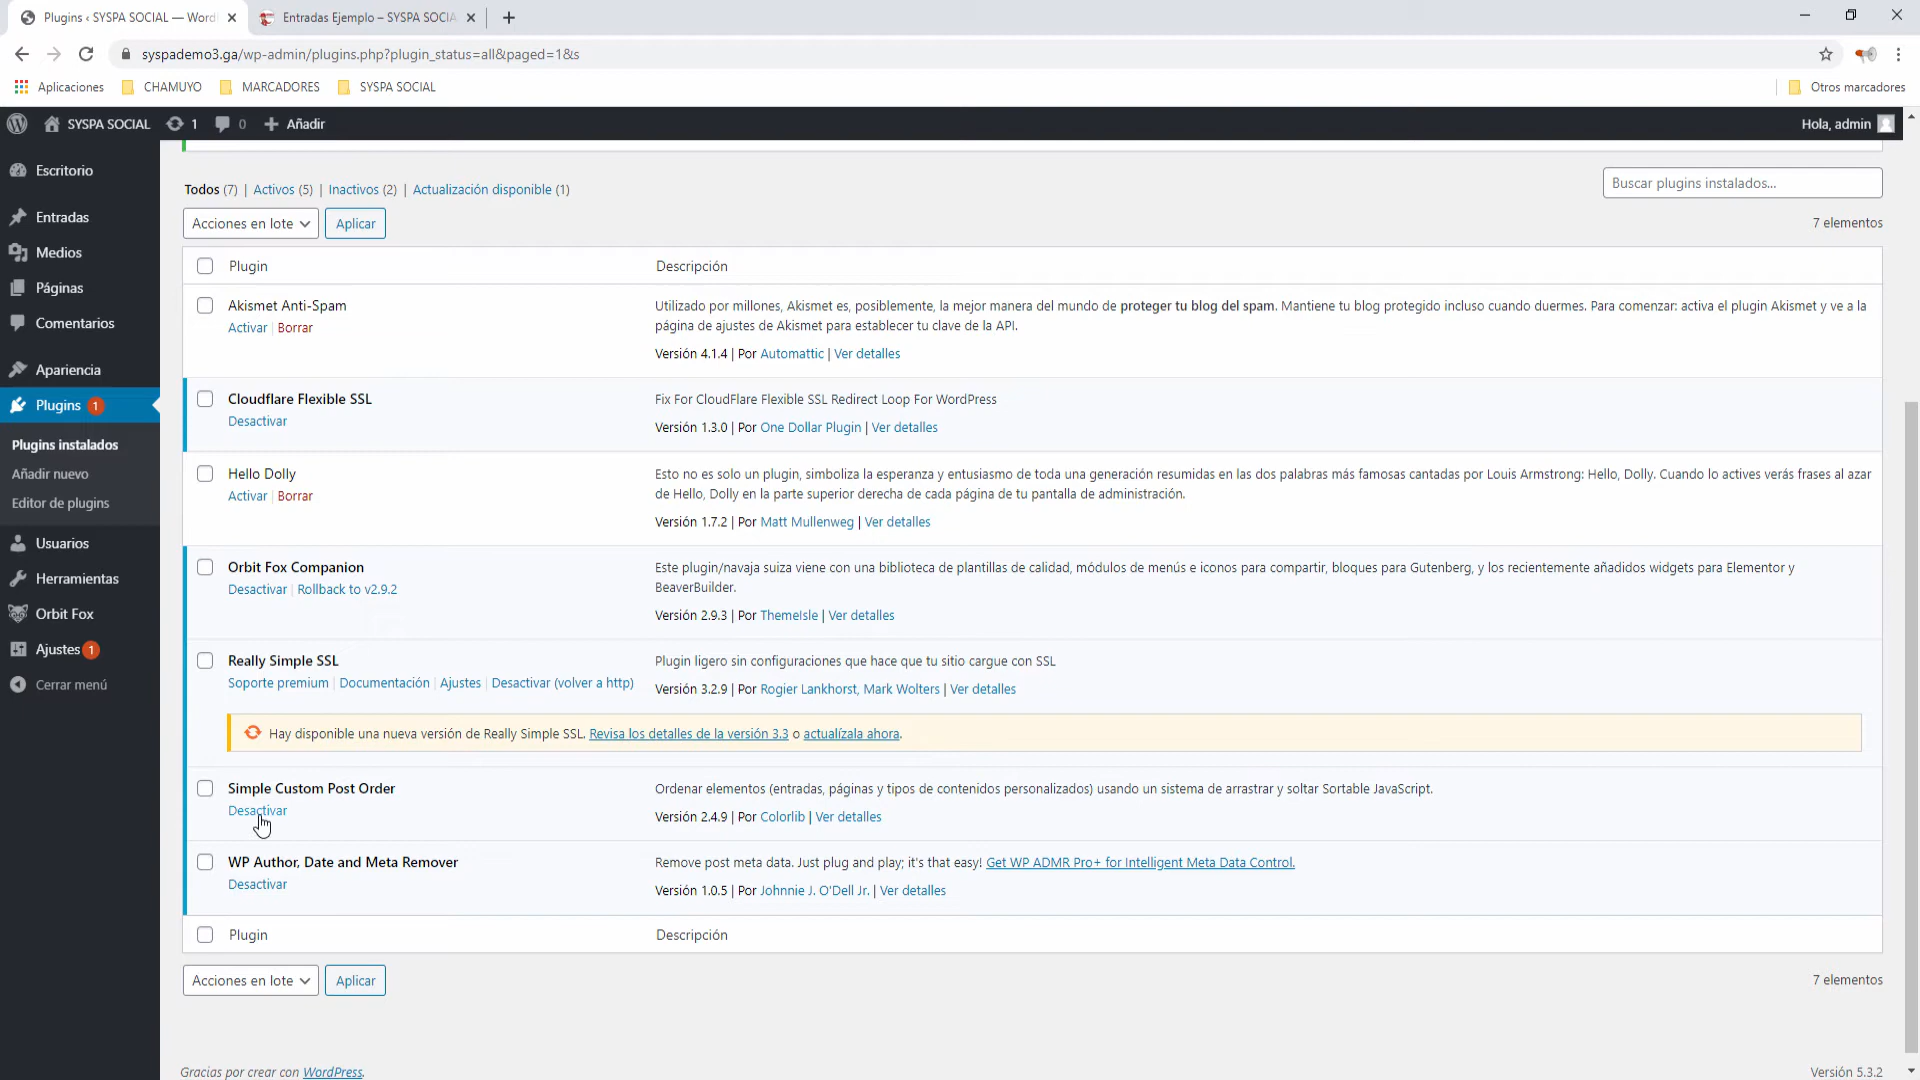 Plugins ‹ SYSPA SOCIAL — Word
Entradas Ejemplo – SYSPA SOCIA
syspademo3.ga/wp-admin/plugins.php?plugin_status=all&paged=1&s
Aplicaciones
CHAMUYO
MARCADORES
SYSPA SOCIAL
Otros marcadores
SYSPA SOCIAL
1
0
Añadir
Hola, admin
Escritorio
Entradas
Medios
Páginas
Comentarios
Apariencia
Plugins 1
Plugins instalados
Añadir nuevo
Editor de plugins
Usuarios
Herramientas
Orbit Fox
Ajustes 1
Cerrar menú
Todos (7) | Activos (5) | Inactivos (2) | Actualización disponible (1)
Buscar plugins instalados...
Acciones en lote
Aplicar
7 elementos
Plugin
Descripción
Akismet Anti-Spam
Activar | Borrar
Utilizado por millones, Akismet es, posiblemente, la mejor manera del mundo de proteger tu blog del spam. Mantiene tu blog protegido incluso cuando duermes. Para comenzar: activa el plugin Akismet y ve a la
página de ajustes de Akismet para establecer tu clave de la API.
Versión 4.1.4 | Por Automattic | Ver detalles
Cloudflare Flexible SSL
Desactivar
Fix For CloudFlare Flexible SSL Redirect Loop For WordPress
Versión 1.3.0 | Por One Dollar Plugin | Ver detalles
Hello Dolly
Activar | Borrar
Esto no es solo un plugin, simboliza la esperanza y entusiasmo de toda una generación resumidas en las dos palabras más famosas cantadas por Louis Armstrong: Hello, Dolly. Cuando lo actives verás frases al azar
de Hello, Dolly en la parte superior derecha de cada página de tu pantalla de administración.
Versión 1.7.2 | Por Matt Mullenweg | Ver detalles
Orbit Fox Companion
Desactivar | Rollback to v2.9.2
Este plugin/navaja suiza viene con una biblioteca de plantillas de calidad, módulos de menús e iconos para compartir, bloques para Gutenberg, y los recientemente añadidos widgets para Elementor y
BeaverBuilder.
Versión 2.9.3 | Por ThemeIsle | Ver detalles
Really Simple SSL
Soporte premium | Documentación | Ajustes | Desactivar (volver a http)
Plugin ligero sin configuraciones que hace que tu sitio cargue con SSL
Versión 3.2.9 | Por Rogier Lankhorst, Mark Wolters | Ver detalles
Hay disponible una nueva versión de Really Simple SSL. Revisa los detalles de la versión 3.3 o actualízala ahora.
Simple Custom Post Order
Desactivar
Ordenar elementos (entradas, páginas y tipos de contenidos personalizados) usando un sistema de arrastrar y soltar Sortable JavaScript.
Versión 2.4.9 | Por Colorlib | Ver detalles
WP Author, Date and Meta Remover
Desactivar
Remove post meta data. Just plug and play; it's that easy! Get WP ADMR Pro+ for Intelligent Meta Data Control.
Versión 1.0.5 | Por Johnnie J. O'Dell Jr. | Ver detalles
Plugin
Descripción
Acciones en lote
Aplicar
7 elementos
Gracias por crear con WordPress.
Versión 5.3.2